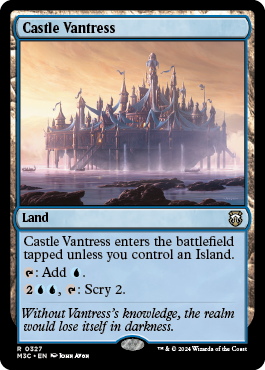 Castle Vantress
Land
Castle Vantress enters the battlefield
tapped unless you control an Island.
: Add .
2, : Scry 2.
Without Vantress's knowledge, the realm
would lose itself in darkness.
R 0327
M3C • EN John Avon
™ & © 2024 Wizards of the Coast